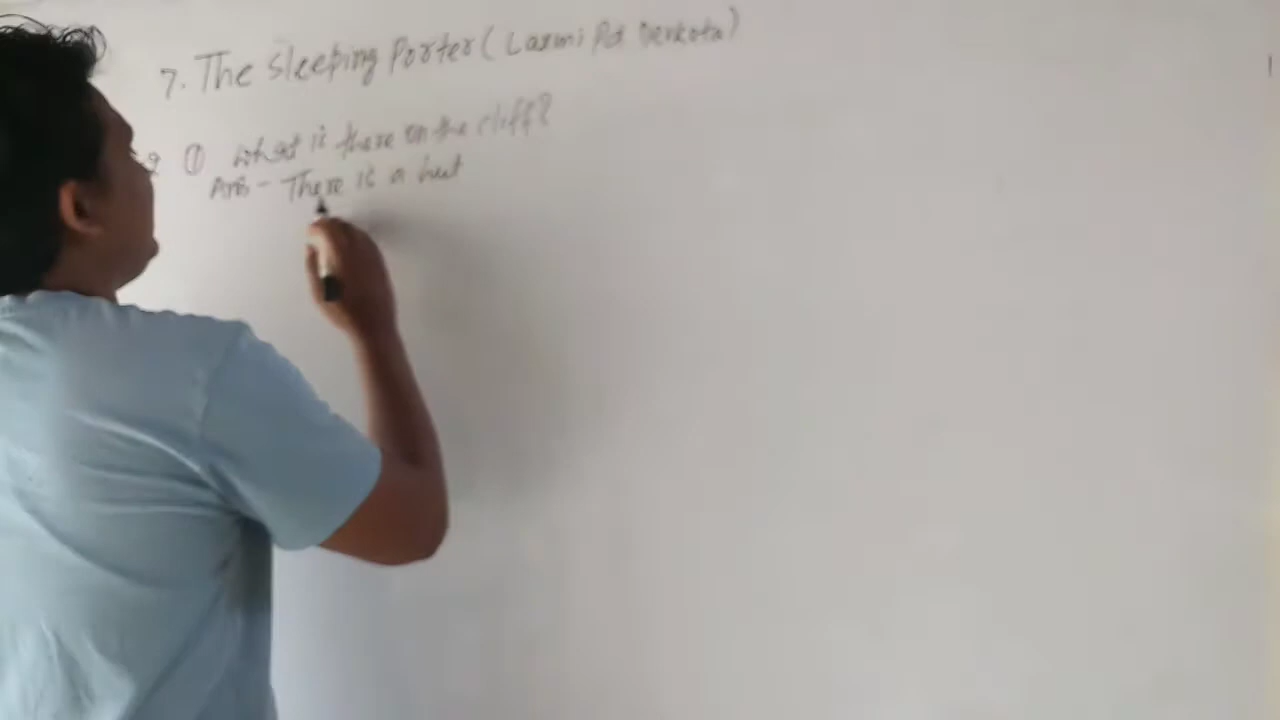 7. The Sleeping Porter (Laxmi Pd Devkota)
Q ① What is there on the cliff?
Ans - There is a hut